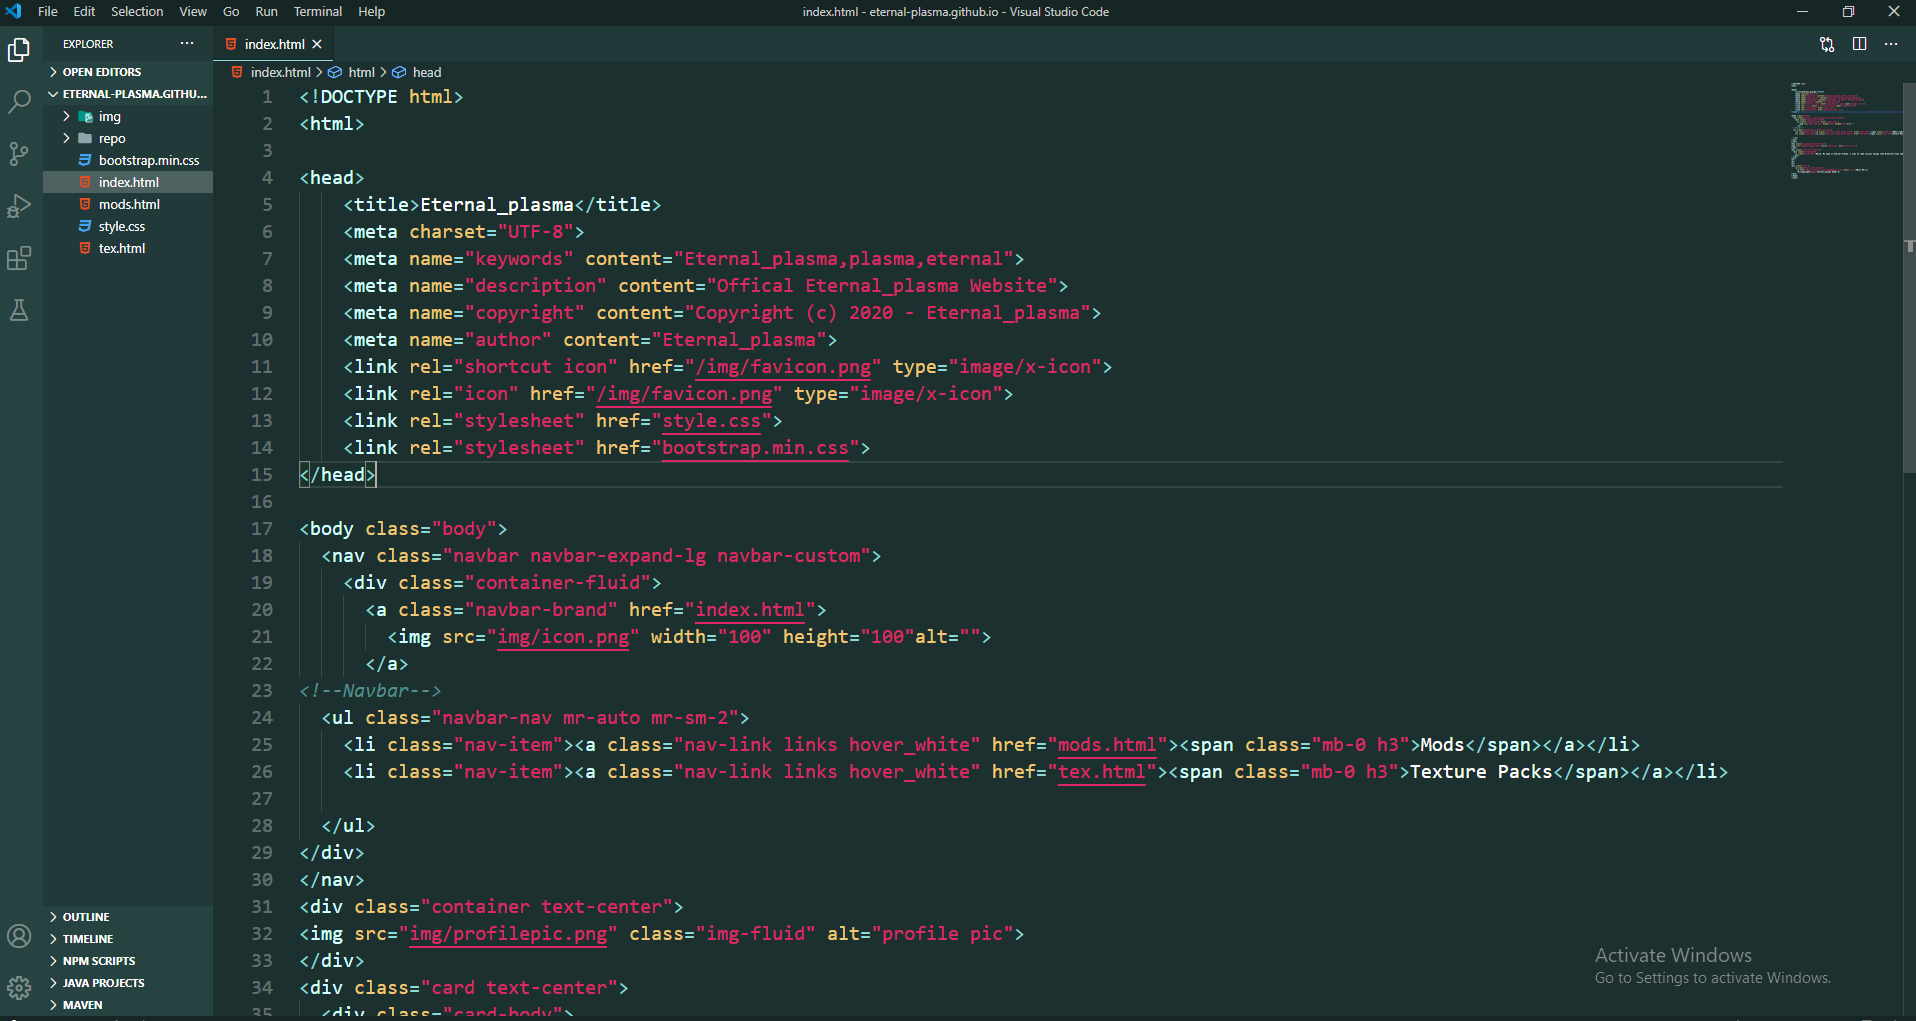 File Edit Selection View Go Run Terminal Help
index.html - eternal-plasma.github.io - Visual Studio Code
EXPLORER
OPEN EDITORS
ETERNAL-PLASMA.GITHU...
img
repo
bootstrap.min.css
index.html
mods.html
style.css
tex.html
OUTLINE
TIMELINE
NPM SCRIPTS
JAVA PROJECTS
MAVEN
index.html
index.html > html > head
1 <!DOCTYPE html>
2 <html>
3
4 <head>
5 <title>Eternal_plasma</title>
6 <meta charset="UTF-8">
7 <meta name="keywords" content="Eternal_plasma,plasma,eternal">
8 <meta name="description" content="Offical Eternal_plasma Website">
9 <meta name="copyright" content="Copyright (c) 2020 - Eternal_plasma">
10 <meta name="author" content="Eternal_plasma">
11 <link rel="shortcut icon" href="/img/favicon.png" type="image/x-icon">
12 <link rel="icon" href="/img/favicon.png" type="image/x-icon">
13 <link rel="stylesheet" href="style.css">
14 <link rel="stylesheet" href="bootstrap.min.css">
15 </head>
16
17 <body class="body">
18 <nav class="navbar navbar-expand-lg navbar-custom">
19 <div class="container-fluid">
20 <a class="navbar-brand" href="index.html">
21 <img src="img/icon.png" width="100" height="100"alt="">
22 </a>
23 <!--Navbar-->
24 <ul class="navbar-nav mr-auto mr-sm-2">
25 <li class="nav-item"><a class="nav-link links hover_white" href="mods.html"><span class="mb-0 h3">Mods</span></a></li>
26 <li class="nav-item"><a class="nav-link links hover_white" href="tex.html"><span class="mb-0 h3">Texture Packs</span></a></li>
27
28 </ul>
29 </div>
30 </nav>
31 <div class="container text-center">
32 <img src="img/profilepic.png" class="img-fluid" alt="profile pic">
33 </div>
34 <div class="card text-center">
35 <div class="card-body">
Activate Windows
Go to Settings to activate Windows.